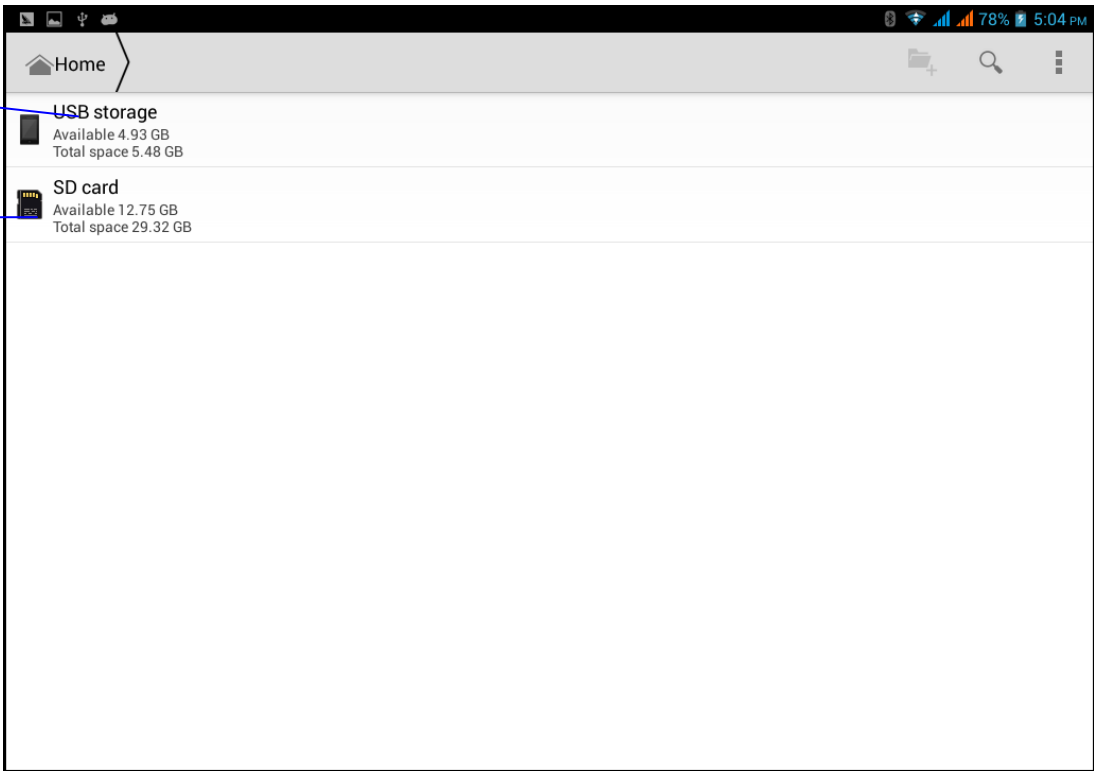 78% 5:04 PM
Home
USB storage
Available 4.93 GB
Total space 5.48 GB
SD card
Available 12.75 GB
Total space 29.32 GB